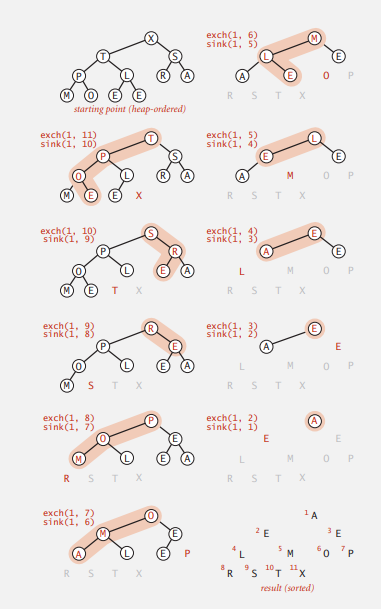 X
T S
P L R A
M O E E
starting point (heap-ordered)
exch(1, 11)
sink(1, 10)
T
P S
O L R A
M E E X
exch(1, 10)
sink(1, 9)
S
P R
O L E A
M E T X
exch(1, 9)
sink(1, 8)
R
P E
O L E A
M S T X
exch(1, 8)
sink(1, 7)
P
O E
M L E A
R S T X
exch(1, 7)
sink(1, 6)
O
M E
A L E P
R S T X
exch(1, 6)
sink(1, 5)
M
L E
A E O P
R S T X
exch(1, 5)
sink(1, 4)
L
E E
A M O P
R S T X
exch(1, 4)
sink(1, 3)
E
A E
L M O P
R S T X
exch(1, 3)
sink(1, 2)
E
A E
L M O P
R S T X
exch(1, 2)
sink(1, 1)
A
E E
L M O P
R S T X
1 A
2 E 3 E
4 L 5 M 6 O 7 P
8 R 9 S 10 T 11 X
result (sorted)